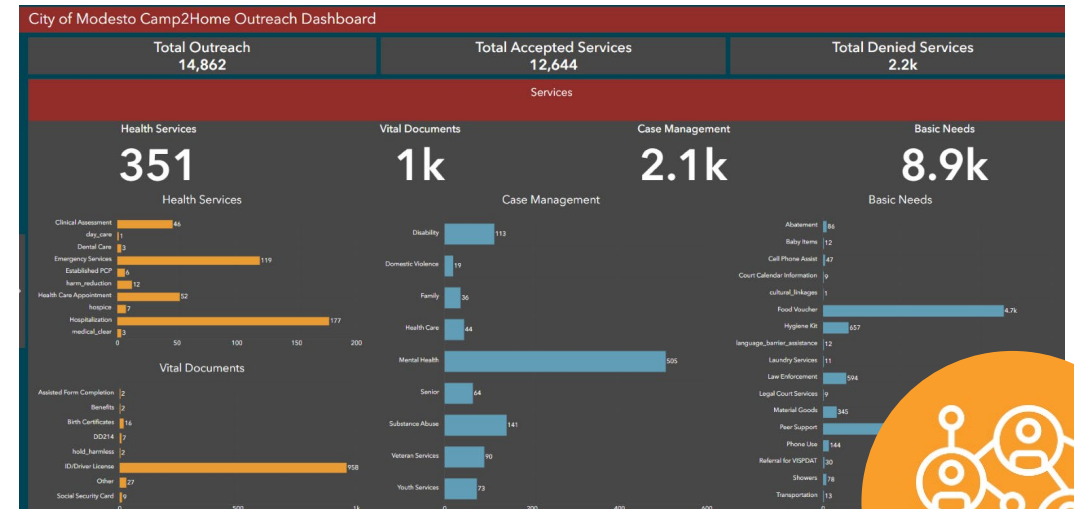 City of Modesto Camp2Home Outreach Dashboard
Total Outreach
14,862
Total Accepted Services
12,644
Total Denied Services
2.2k
Services
Health Services
351
Vital Documents
1k
Case Management
2.1k
Basic Needs
8.9k
Health Services
Clinical Assessment 46
day_care 1
Dental Care 3
Emergency Services 119
Established PCP 6
harm_reduction 12
Health Care Appointment 52
hospice 7
Hospitalization 177
medical_clear 3
0 50 100 150 200
Vital Documents
Assisted Form Completion 2
Benefits 2
Birth Certificates 16
DD214 7
hold_harmless 2
ID/Driver License 958
Other 27
Social Security Card 9
0 500 1k
Case Management
Disability 113
Domestic Violence 19
Family 36
Health Care 44
Mental Health 505
Senior 64
Substance Abuse 141
Veteran Services 90
Youth Services 73
0 200 400 600
Basic Needs
Abatement 86
Baby Items 12
Cell Phone Assist 47
Court Calendar Information 9
cultural_linkages 1
Food Voucher 4.7k
Hygiene Kit 657
language_barrier_assistance 12
Laundry Services 11
Law Enforcement 594
Legal Court Services 9
Material Goods 345
Peer Support
Phone Use 144
Referral for VISPDAT 30
Showers 78
Transportation 13
0